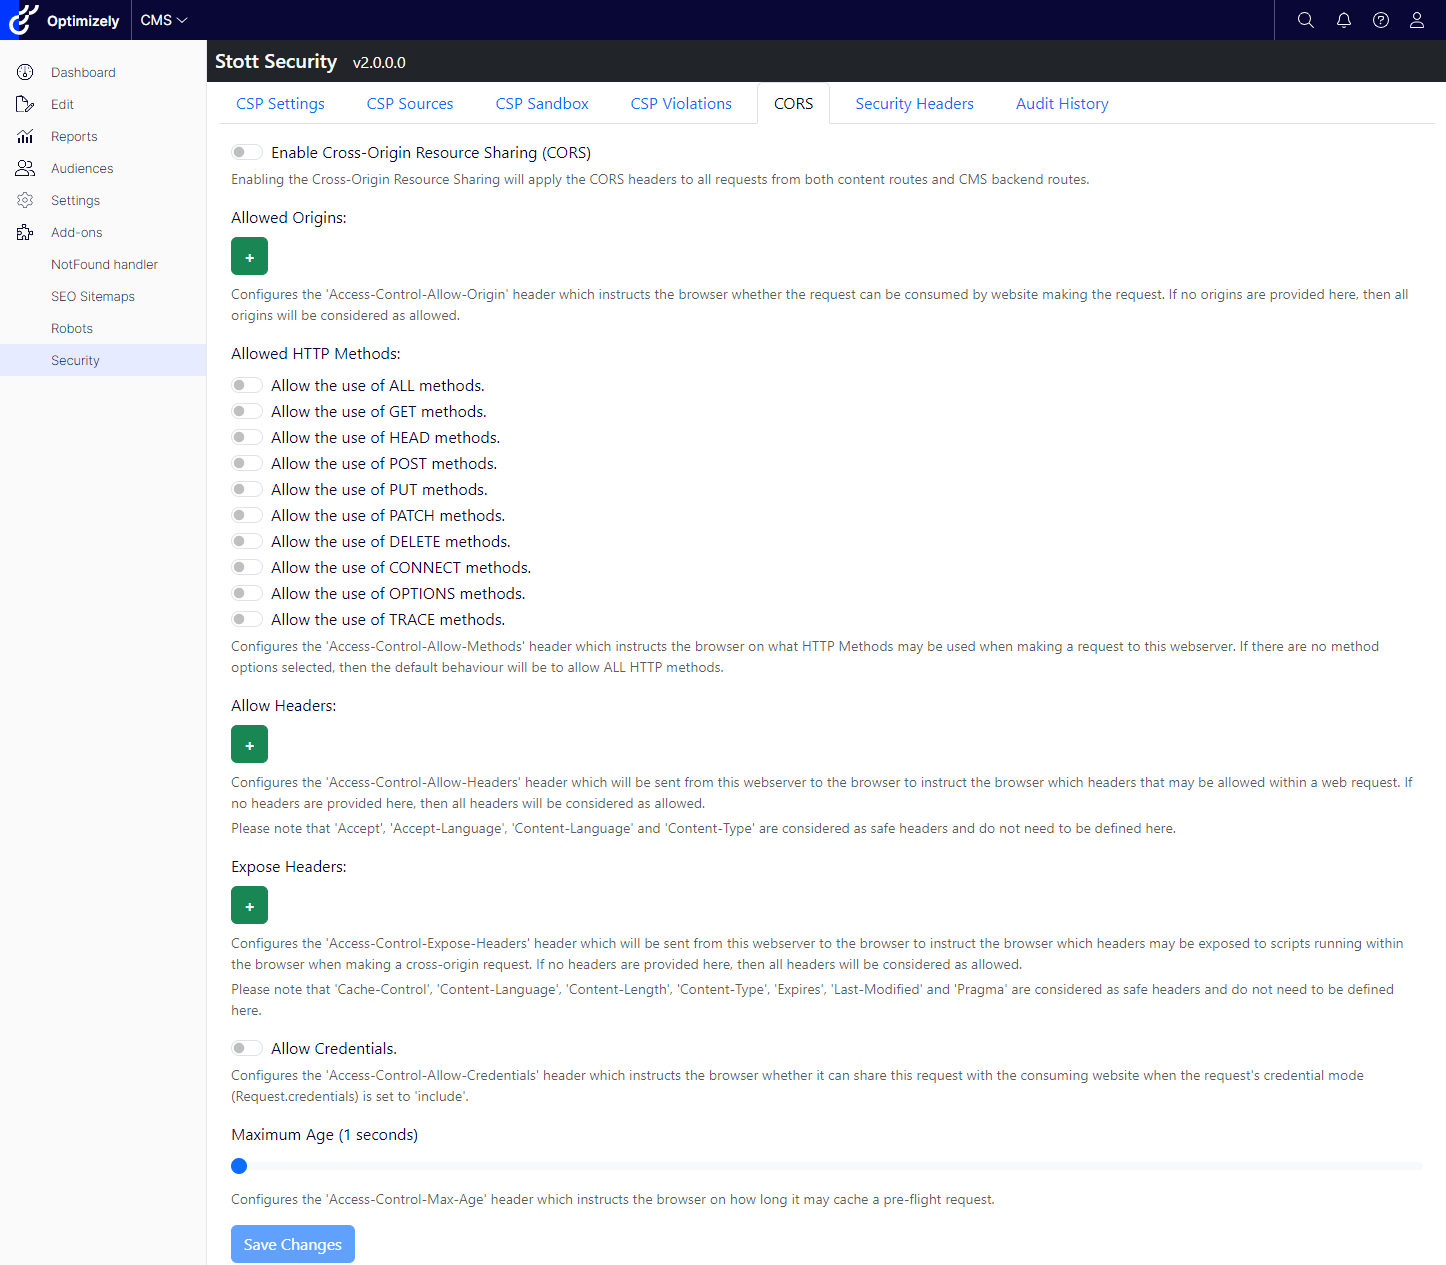 Optimizely
CMS
Dashboard
Edit
Reports
Audiences
Settings
Add-ons
NotFound handler
SEO Sitemaps
Robots
Security
Stott Security v2.0.0.0
CSP Settings CSP Sources CSP Sandbox CSP Violations CORS Security Headers Audit History
Enable Cross-Origin Resource Sharing (CORS)
Enabling the Cross-Origin Resource Sharing will apply the CORS headers to all requests from both content routes and CMS backend routes.
Allowed Origins:
+
Configures the 'Access-Control-Allow-Origin' header which instructs the browser whether the request can be consumed by website making the request. If no origins are provided here, then all
origins will be considered as allowed.
Allowed HTTP Methods:
Allow the use of ALL methods.
Allow the use of GET methods.
Allow the use of HEAD methods.
Allow the use of POST methods.
Allow the use of PUT methods.
Allow the use of PATCH methods.
Allow the use of DELETE methods.
Allow the use of CONNECT methods.
Allow the use of OPTIONS methods.
Allow the use of TRACE methods.
Configures the 'Access-Control-Allow-Methods' header which instructs the browser on what HTTP Methods may be used when making a request to this webserver. If there are no method
options selected, then the default behaviour will be to allow ALL HTTP methods.
Allow Headers:
+
Configures the 'Access-Control-Allow-Headers' header which will be sent from this webserver to the browser to instruct the browser which headers that may be allowed within a web request. If
no headers are provided here, then all headers will be considered as allowed.
Please note that 'Accept', 'Accept-Language', 'Content-Language' and 'Content-Type' are considered as safe headers and do not need to be defined here.
Expose Headers:
+
Configures the 'Access-Control-Expose-Headers' header which will be sent from this webserver to the browser to instruct the browser which headers may be exposed to scripts running within
the browser when making a cross-origin request. If no headers are provided here, then all headers will be considered as allowed.
Please note that 'Cache-Control', 'Content-Language', 'Content-Length', 'Content-Type', 'Expires', 'Last-Modified' and 'Pragma' are considered as safe headers and do not need to be defined
here.
Allow Credentials.
Configures the 'Access-Control-Allow-Credentials' header which instructs the browser whether it can share this request with the consuming website when the request's credential mode
(Request.credentials) is set to 'include'.
Maximum Age (1 seconds)
Configures the 'Access-Control-Max-Age' header which instructs the browser on how long it may cache a pre-flight request.
Save Changes